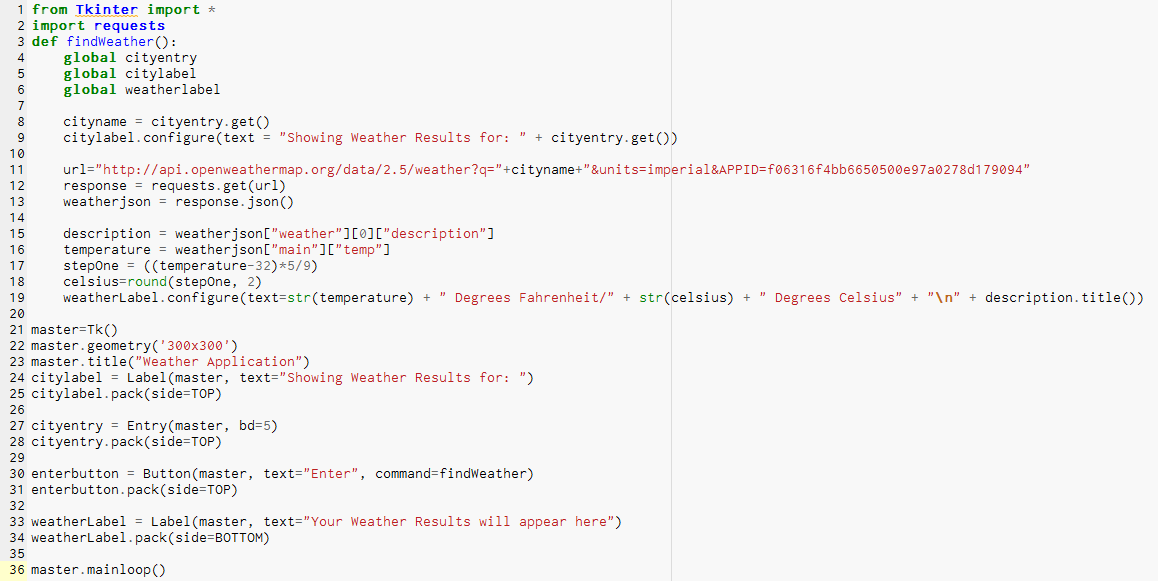 1 from Tkinter import *
2 import requests
3 def findWeather():
4     global cityentry
5     global citylabel
6     global weatherlabel
7
8     cityname = cityentry.get()
9     citylabel.configure(text = "Showing Weather Results for: " + cityentry.get())
10
11     url="http://api.openweathermap.org/data/2.5/weather?q="+cityname+"&units=imperial&APPID=f06316f4bb6650500e97a0278d179094"
12     response = requests.get(url)
13     weatherjson = response.json()
14
15     description = weatherjson["weather"][0]["description"]
16     temperature = weatherjson["main"]["temp"]
17     stepOne = ((temperature-32)*5/9)
18     celsius=round(stepOne, 2)
19     weatherLabel.configure(text=str(temperature) + " Degrees Fahrenheit/" + str(celsius) + " Degrees Celsius" + "\n" + description.title())
20
21 master=Tk()
22 master.geometry('300x300')
23 master.title("Weather Application")
24 citylabel = Label(master, text="Showing Weather Results for: ")
25 citylabel.pack(side=TOP)
26
27 cityentry = Entry(master, bd=5)
28 cityentry.pack(side=TOP)
29
30 enterbutton = Button(master, text="Enter", command=findWeather)
31 enterbutton.pack(side=TOP)
32
33 weatherLabel = Label(master, text="Your Weather Results will appear here")
34 weatherLabel.pack(side=BOTTOM)
35
36 master.mainloop()